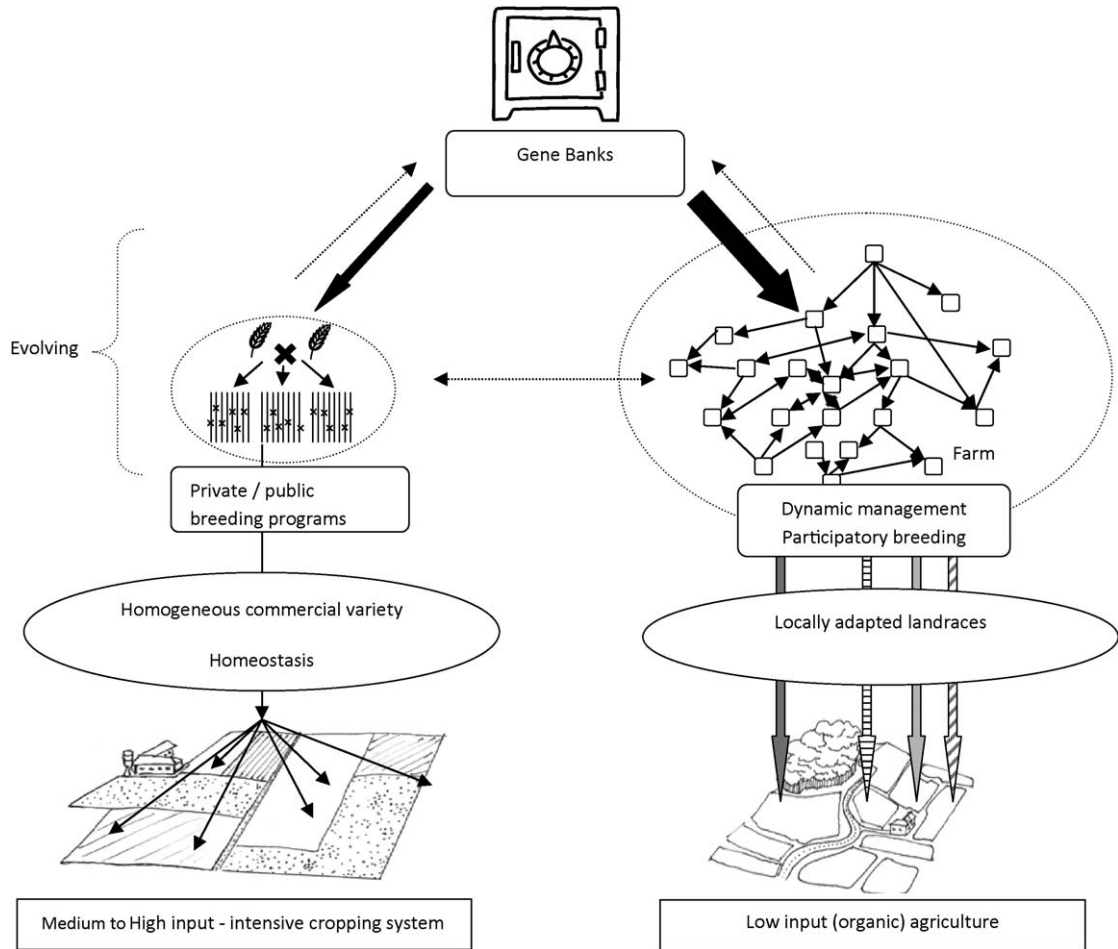 Gene Banks
Evolving
Farm
Private / public
breeding programs
Dynamic management
Participatory breeding
Homogeneous commercial variety
Homeostasis
Locally adapted landraces
Medium to High input - intensive cropping system
Low input (organic) agriculture